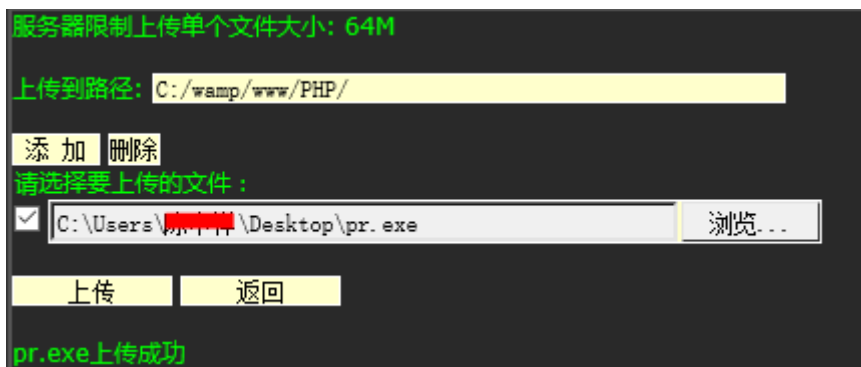 服务器限制上传单个文件大小: 64M
上传到路径: C:/wamp/www/PHP/
添 加 删除
请选择要上传的文件：
C:\Users\ \Desktop\pr.exe 浏览...
上传 返回
pr.exe上传成功